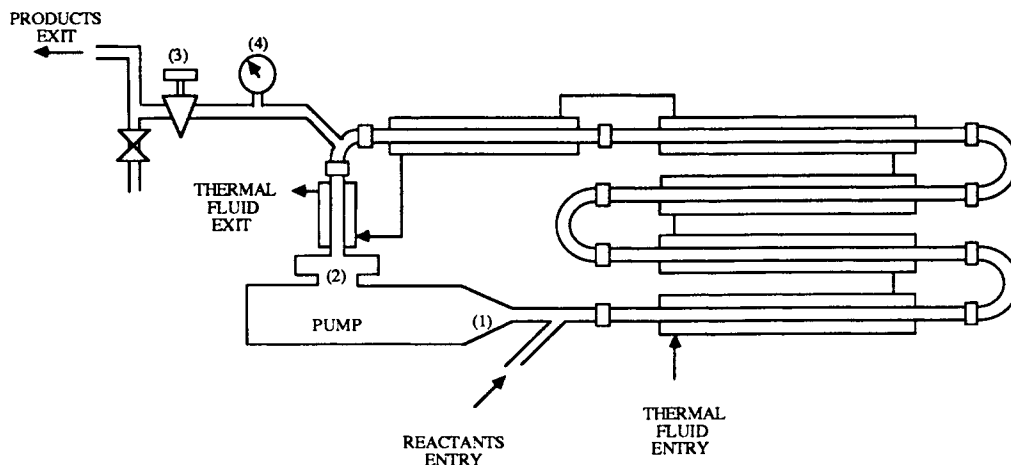 PRODUCTS
EXIT
(3)
(4)
THERMAL
FLUID
EXIT
(2)
PUMP
(1)
REACTANTS
ENTRY
THERMAL
FLUID
ENTRY